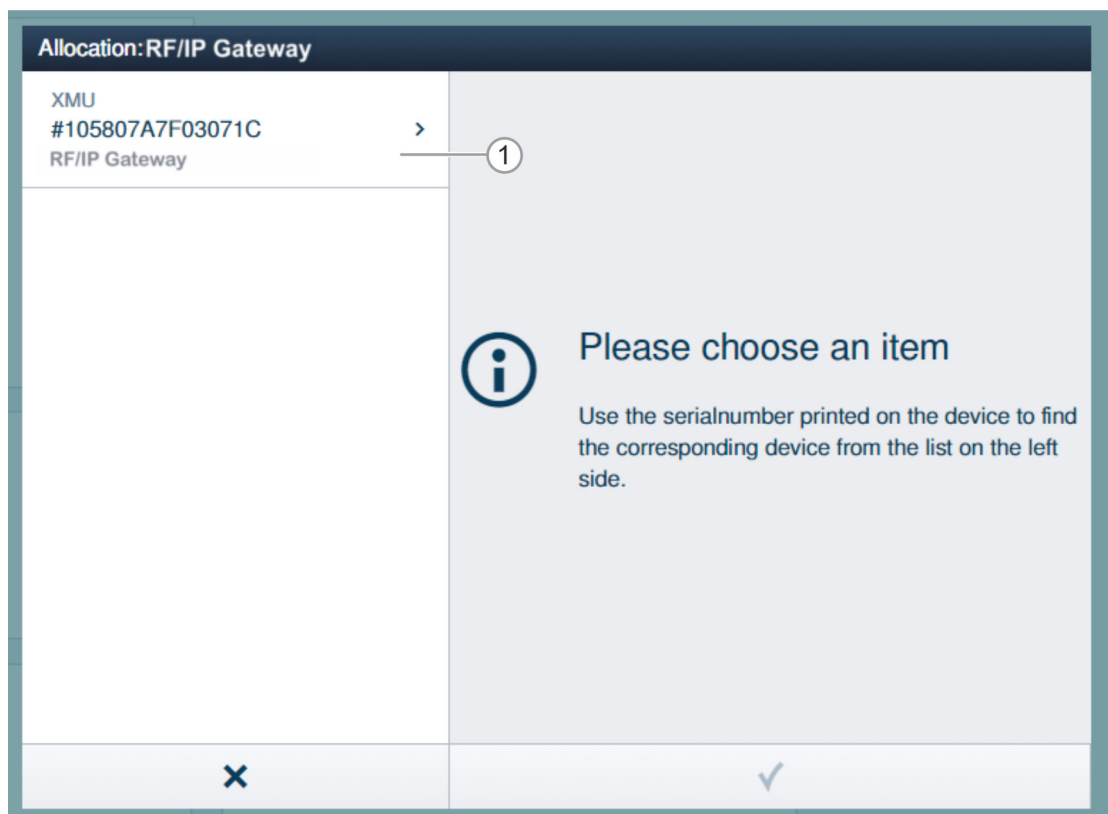 Allocation:RF/IP Gateway
XMU
#105807A7F03071C
RF/IP Gateway
1
Please choose an item
Use the serialnumber printed on the device to find
the corresponding device from the list on the left
side.